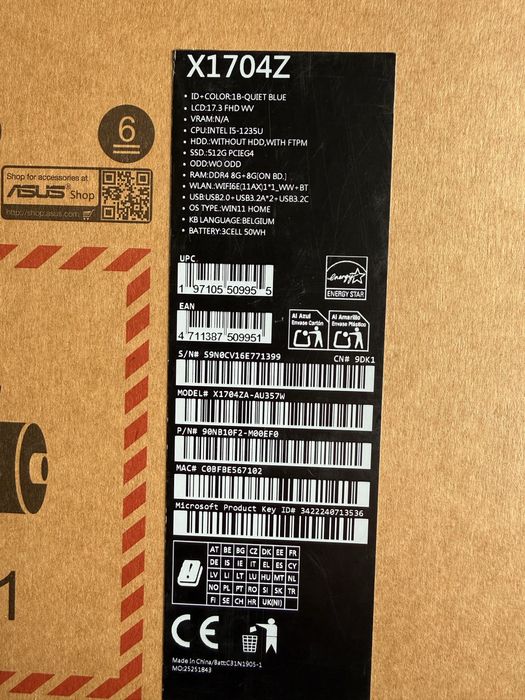 X1704Z
• ID+COLOR:1B-QUIET BLUE
• LCD:17.3 FHD WV
• VRAM:N/A
• CPU:INTEL I5-1235U
• HDD:WITHOUT HDD,WITH FTPM
• SSD:512G PCIEG4
• ODD:WO ODD
• RAM:DDR4 8G+8G(ON BD.)
• WLAN:WIFI6E(11AX)1*1_WW+BT
• USB:USB2.0+USB3.2A*2+USB3.2C
• OS TYPE:WIN11 HOME
• KB LANGUAGE:BELGIUM
• BATTERY:3CELL 50WH
6
Shop for accessories at
ASUS® Shop
http://shop.asus.com
UPC
1 97105 50995 5
energy
ENERGY STAR
EAN
4 711387 509951
Al Azul
Envase Cartón
Al Amarillo
Envase Plástico
S/N# S9N0CV16E771399
CN# 9DK1
MODEL# X1704ZA-AU357W
P/N# 90NB10F2-M00EF0
MAC# C0BFBE567102
Microsoft Product Key ID# 3422240713536
AT BE BG CZ DK EE FR
DE IS IE IT EL ES CY
LV LI LT LU HU MT NL
NO PL PT RO SI SK TR
FI SE CH HR UK(NI)
1
CE
Made in China/Batt:C31N1905-1
MO:25251843